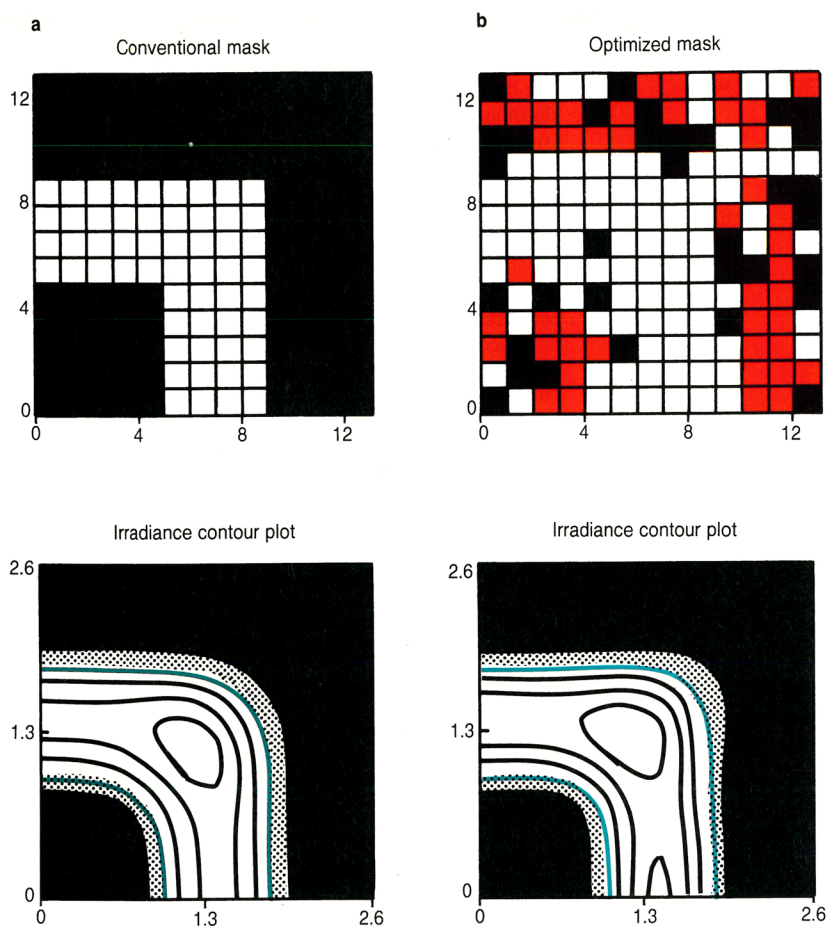 a
Conventional mask
12
8
4
0
0 4 8 12
b
Optimized mask
12
8
4
0
0 4 8 12
Irradiance contour plot
2.6
1.3
0
0 1.3 2.6
Irradiance contour plot
2.6
1.3
0
0 1.3 2.6